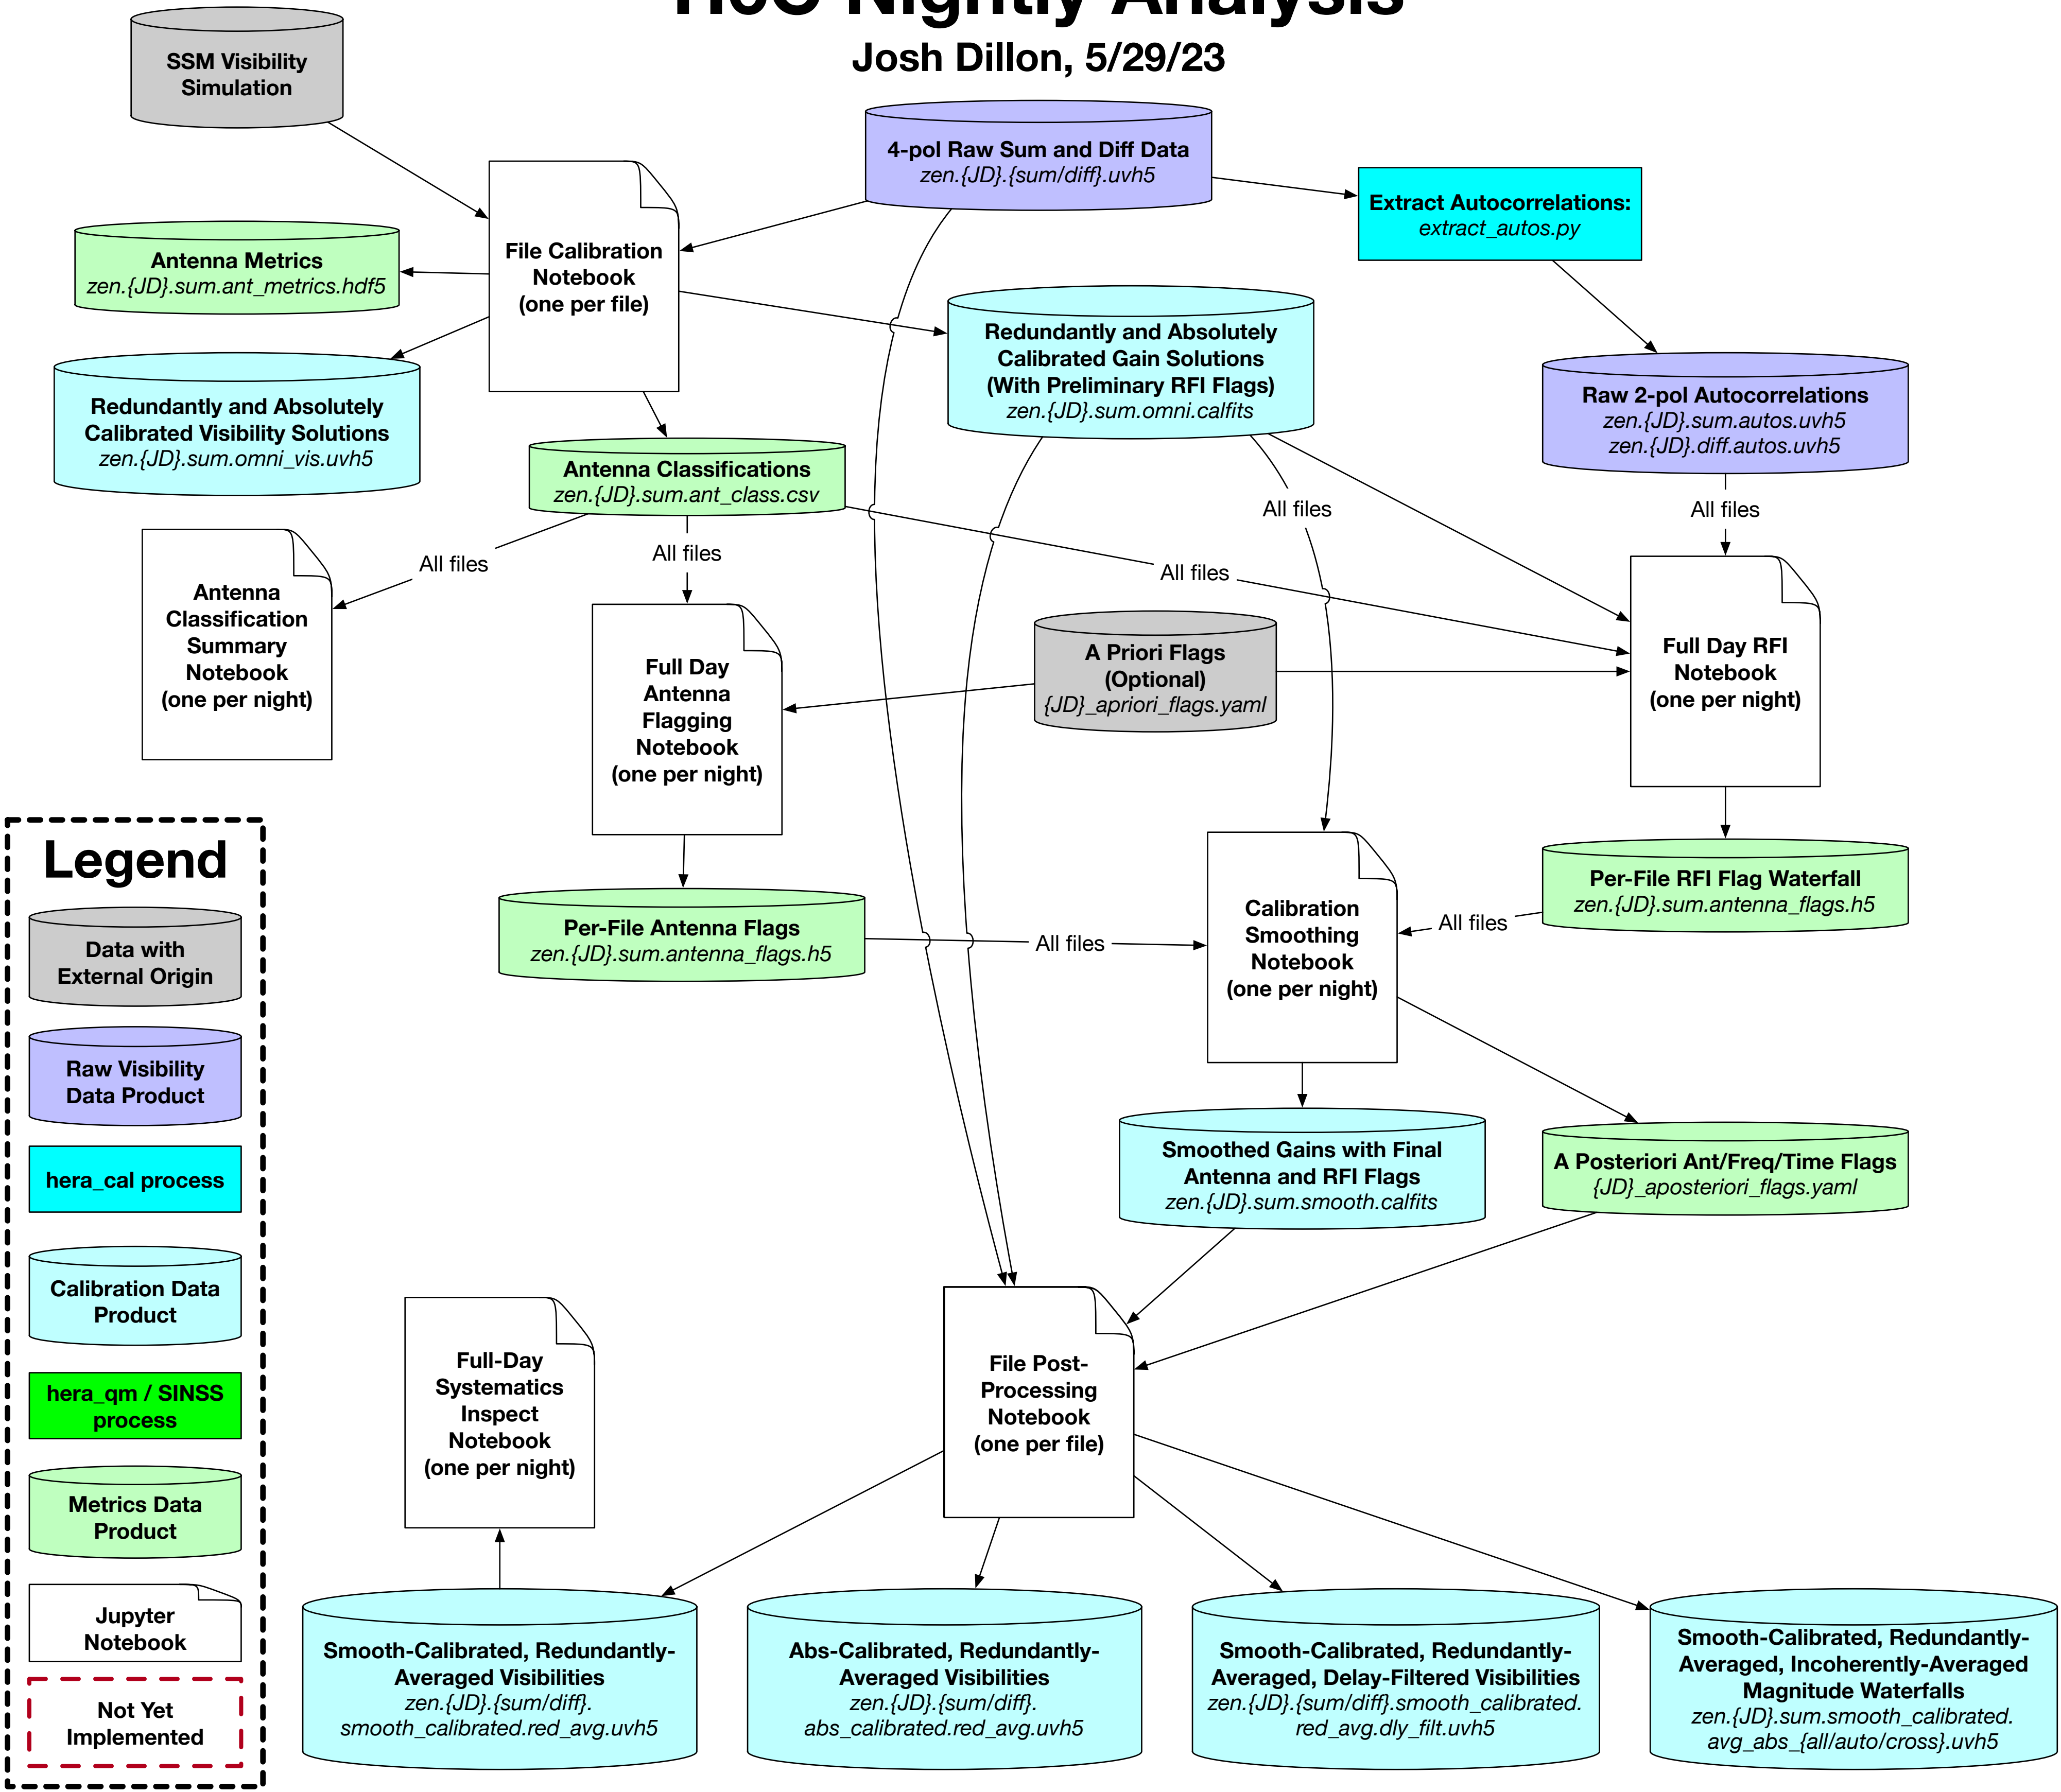 H6C Nightly Analysis
Josh Dillon, 5/29/23
SSM Visibility
Simulation
4-pol Raw Sum and Diff Data
zen.{JD}.{sum/diff}.uvh5
Extract Autocorrelations:
extract_autos.py
File Calibration
Notebook
(one per file)
Antenna Metrics
zen.{JD}.sum.ant_metrics.hdf5
Redundantly and Absolutely
Calibrated Gain Solutions
(With Preliminary RFI Flags)
zen.{JD}.sum.omni.calfits
Redundantly and Absolutely
Calibrated Visibility Solutions
zen.{JD}.sum.omni_vis.uvh5
Raw 2-pol Autocorrelations
zen.{JD}.sum.autos.uvh5
zen.{JD}.diff.autos.uvh5
Antenna Classifications
zen.{JD}.sum.ant_class.csv
All files
All files
All files
All files
All files
Antenna
Classification
Summary
Notebook
(one per night)
Full Day
Antenna
Flagging
Notebook
(one per night)
A Priori Flags
(Optional)
{JD}_apriori_flags.yaml
Full Day RFI
Notebook
(one per night)
Per-File Antenna Flags
zen.{JD}.sum.antenna_flags.h5
All files
Calibration
Smoothing
Notebook
(one per night)
All files
Per-File RFI Flag Waterfall
zen.{JD}.sum.antenna_flags.h5
Smoothed Gains with Final
Antenna and RFI Flags
zen.{JD}.sum.smooth.calfits
A Posteriori Ant/Freq/Time Flags
{JD}_aposteriori_flags.yaml
Legend
Data with
External Origin
Raw Visibility
Data Product
hera_cal process
Calibration Data
Product
hera_qm / SINSS
process
Metrics Data
Product
Jupyter
Notebook
Not Yet
Implemented
Full-Day
Systematics
Inspect
Notebook
(one per night)
File Post-
Processing
Notebook
(one per file)
Smooth-Calibrated, Redundantly-
Averaged Visibilities
zen.{JD}.{sum/diff}.
smooth_calibrated.red_avg.uvh5
Abs-Calibrated, Redundantly-
Averaged Visibilities
zen.{JD}.{sum/diff}.
abs_calibrated.red_avg.uvh5
Smooth-Calibrated, Redundantly-
Averaged, Delay-Filtered Visibilities
zen.{JD}.{sum/diff}.smooth_calibrated.
red_avg.dly_filt.uvh5
Smooth-Calibrated, Redundantly-
Averaged, Incoherently-Averaged
Magnitude Waterfalls
zen.{JD}.sum.smooth_calibrated.
avg_abs_{all/auto/cross}.uvh5